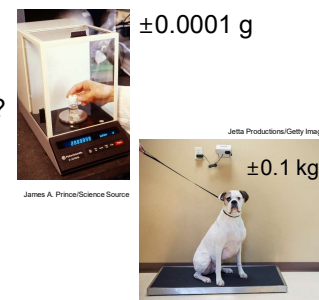 ±0.0001 g
?
James A. Prince/Science Source
Jetta Productions/Getty Imag
±0.1 kg